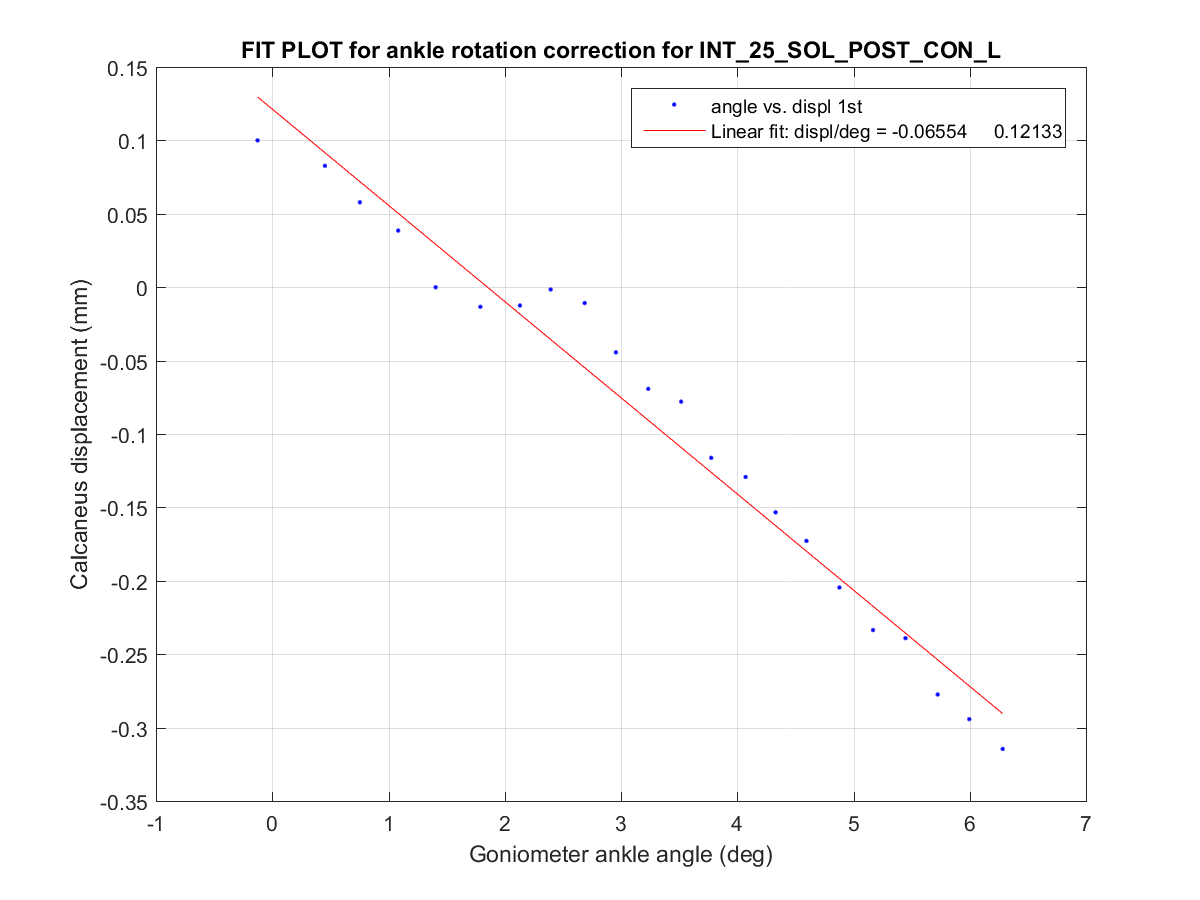 FIT PLOT for ankle rotation correction for INT_25_SOL_POST_CON_L
angle vs. displ 1st
Linear fit: displ/deg = -0.06554 0.12133
0.15
0.1
0.05
0
-0.05
-0.1
-0.15
-0.2
-0.25
-0.3
-0.35
Calcaneus displacement (mm)
-1 0 1 2 3 4 5 6 7
Goniometer ankle angle (deg)